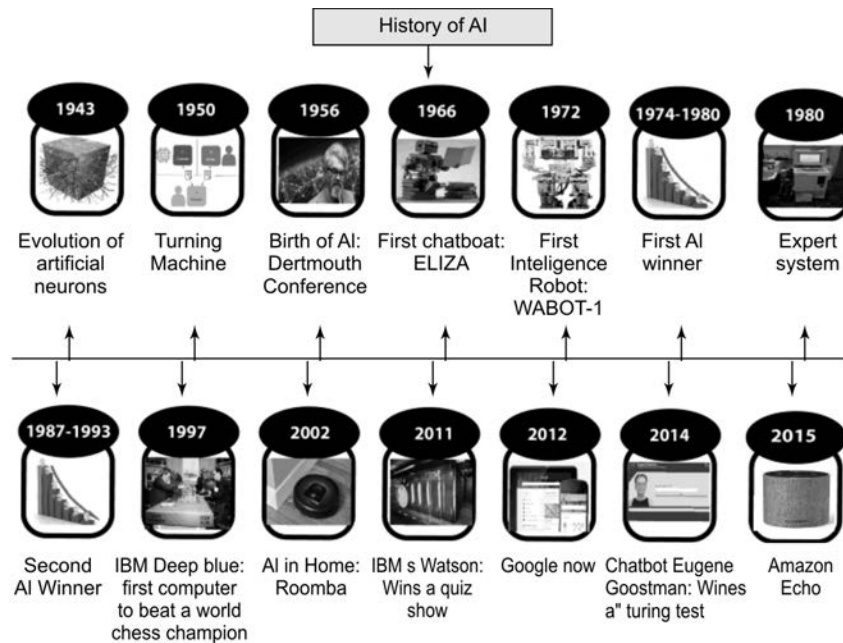 History of AI
1943
1950
1956
1966
1972
1974-1980
1980
Evolution of
artificial
neurons
Turning
Machine
Birth of AI:
Dertmouth
Conference
First chatboat:
ELIZA
First
Inteligence
Robot:
WABOT-1
First AI
winner
Expert
system
1987-1993
1997
2002
2011
2012
2014
2015
Second
AI Winner
IBM Deep blue:
first computer
to beat a world
chess champion
AI in Home:
Roomba
IBM s Watson:
Wins a quiz
show
Google now
Chatbot Eugene
Goostman: Wines
a" turing test
Amazon
Echo